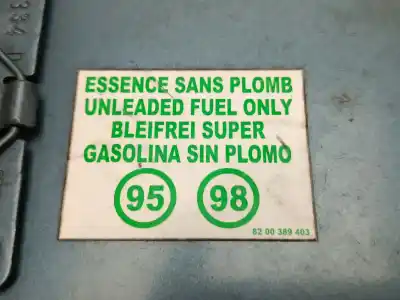 ESSENCE SANS PLOMB
UNLEADED FUEL ONLY
BLEIFREI SUPER
GASOLINA SIN PLOMO
95 98
82 00 389 403